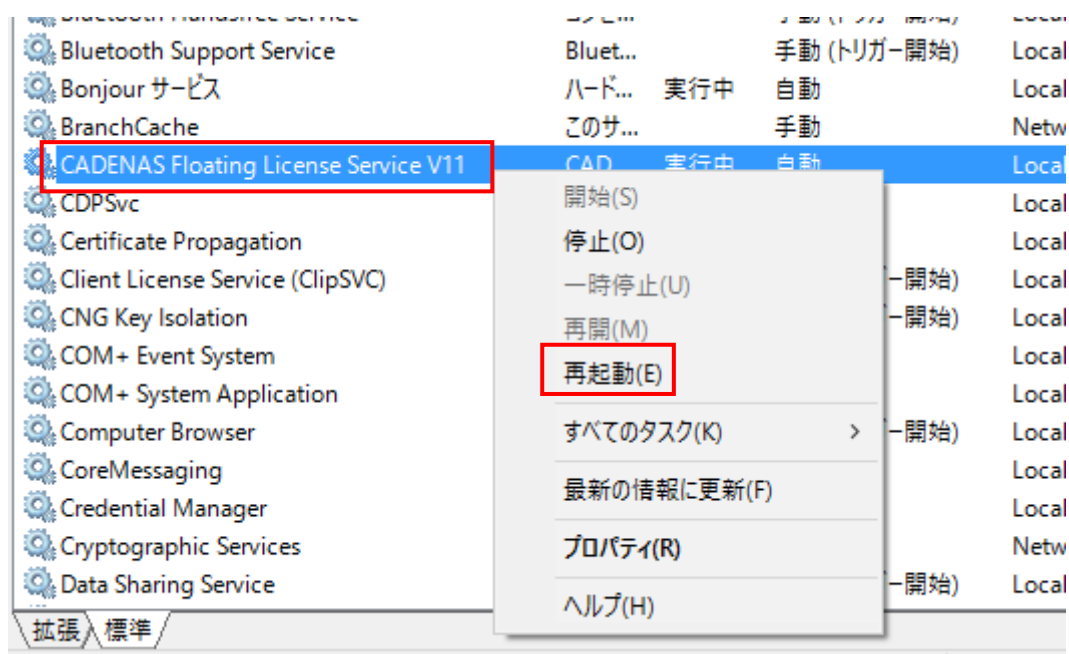 Bluetooth Support Service Bluet... 手動 (トリガー開始) Local
Bonjour サービス ハード... 実行中 自動 Local
BranchCache このサ... 手動 Netw
CADENAS Floating License Service V11 CAD 実行中 自動 Local
開始(S)
CDPSvc Local
停止(O)
Certificate Propagation Local
一時停止(U)
Client License Service (ClipSVC) ー開始) Local
再開(M)
CNG Key Isolation ー開始) Local
再起動(E)
COM+ Event System Local
COM+ System Application Local
すべてのタスク(K) >
Computer Browser ー開始) Local
CoreMessaging Local
最新の情報に更新(F)
Credential Manager Local
プロパティ(R)
Cryptographic Services Netw
Data Sharing Service ー開始) Local
ヘルプ(H)
拡張 標準